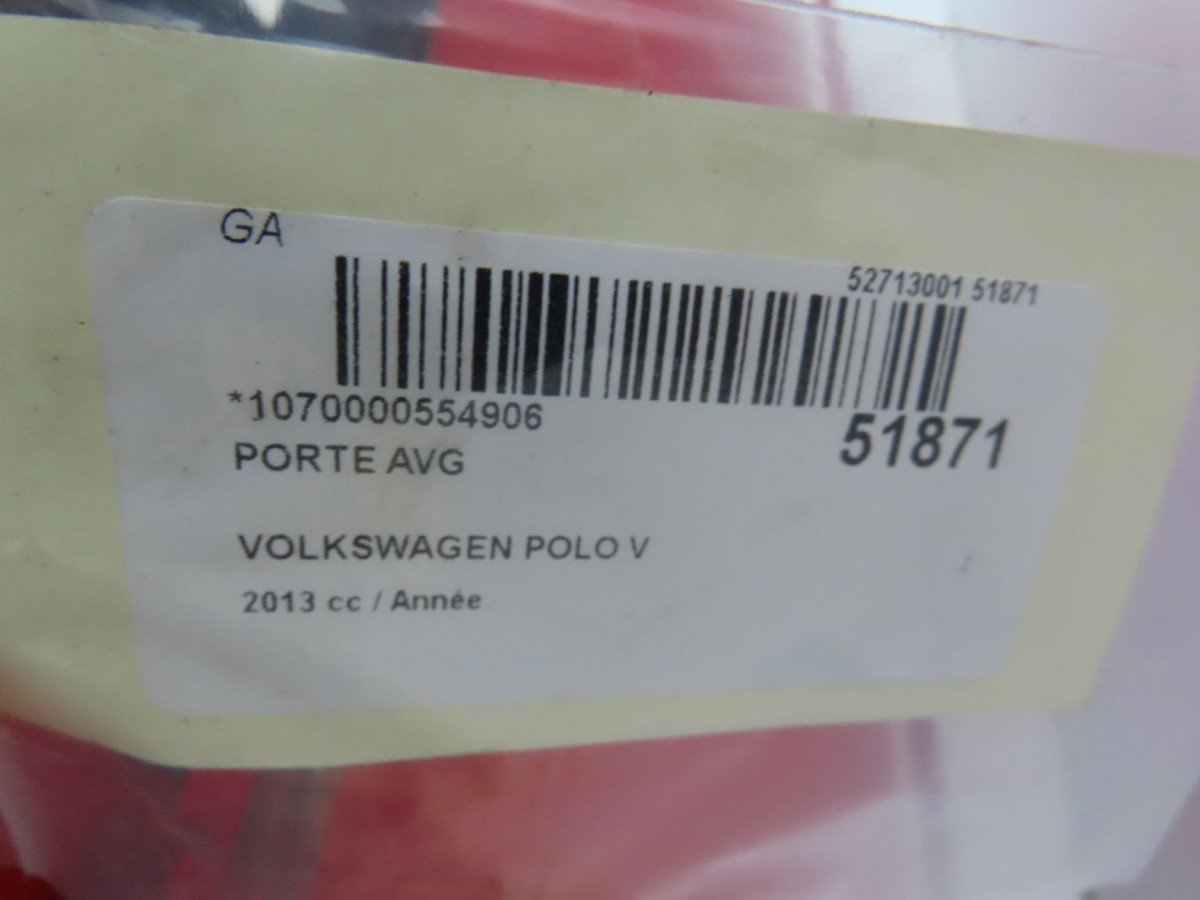 GA
52713001 51871
*1070000554906
51871
PORTE AVG
VOLKSWAGEN POLO V
2013 cc / Année